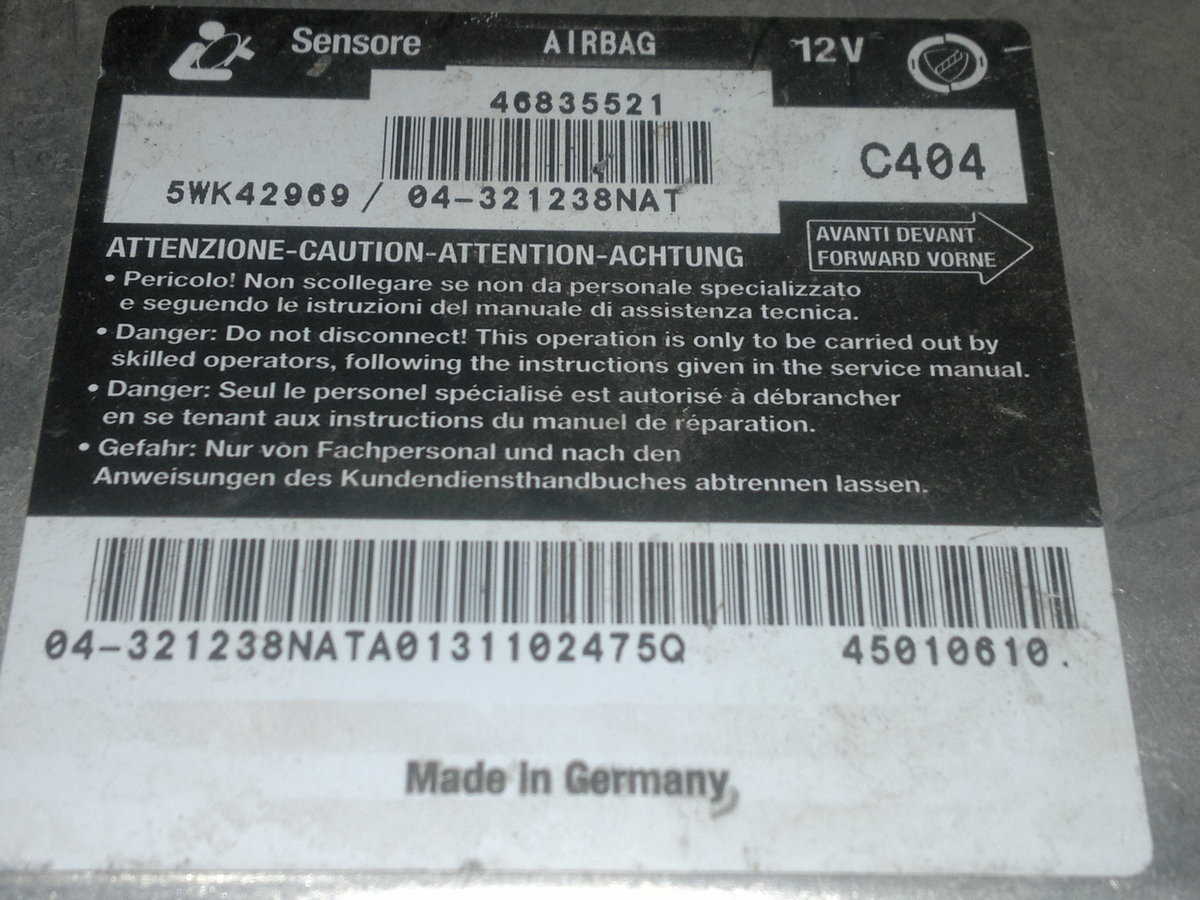 Sensore AIRBAG 12V
46835521
C404
5WK42969 / 04-321238NAT
ATTENZIONE-CAUTION-ATTENTION-ACHTUNG
AVANTI DEVANT
FORWARD VORNE
• Pericolo! Non scollegare se non da personale specializzato
e seguendo le istruzioni del manuale di assistenza tecnica.
• Danger: Do not disconnect! This operation is only to be carried out by
skilled operators, following the instructions given in the service manual.
• Danger: Seul le personel spécialisé est autorisé à débrancher
en se tenant aux instructions du manuel de réparation.
• Gefahr: Nur von Fachpersonal und nach den
Anweisungen des Kundendiensthandbuches abtrennen lassen.
04-321238NATA0131102475Q 45010610.
Made in Germany